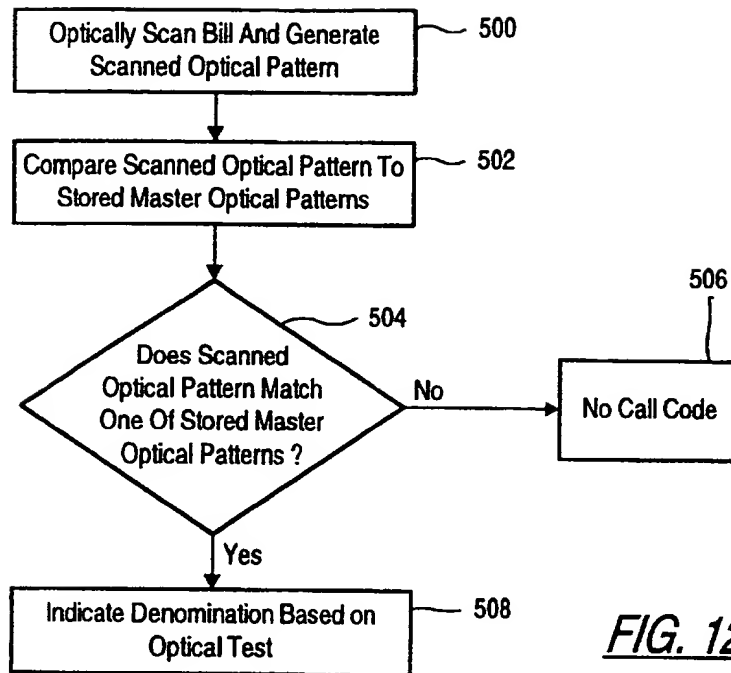 Optically Scan Bill And Generate
Scanned Optical Pattern
500
Compare Scanned Optical Pattern To
Stored Master Optical Patterns
502
504
Does Scanned
Optical Pattern Match
One Of Stored Master
Optical Patterns ?
No
506
No Call Code
Yes
Indicate Denomination Based on
Optical Test
508
FIG. 12